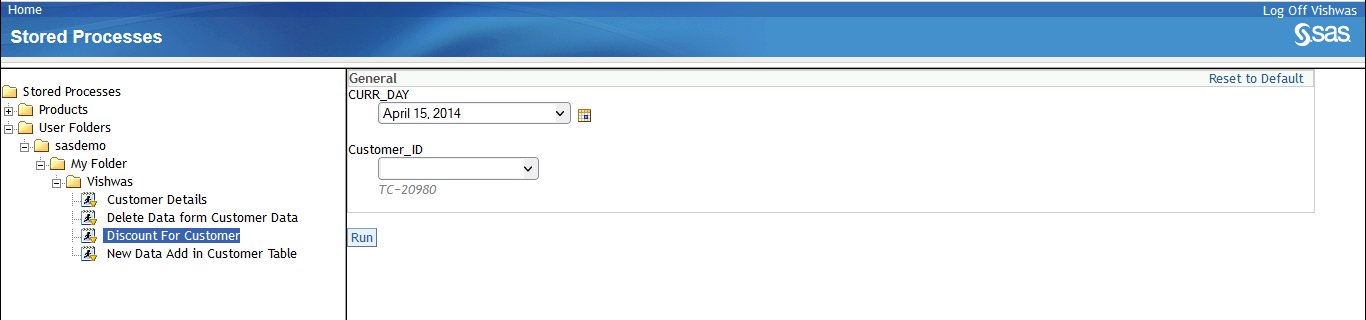 Home
Log Off Vishwas
Stored Processes
sas.
Stored Processes
Products
User Folders
sasdemo
My Folder
Vishwas
Customer Details
Delete Data form Customer Data
Discount For Customer
New Data Add in Customer Table
General
Reset to Default
CURR_DAY
April 15, 2014
Customer_ID
TC-20980
Run